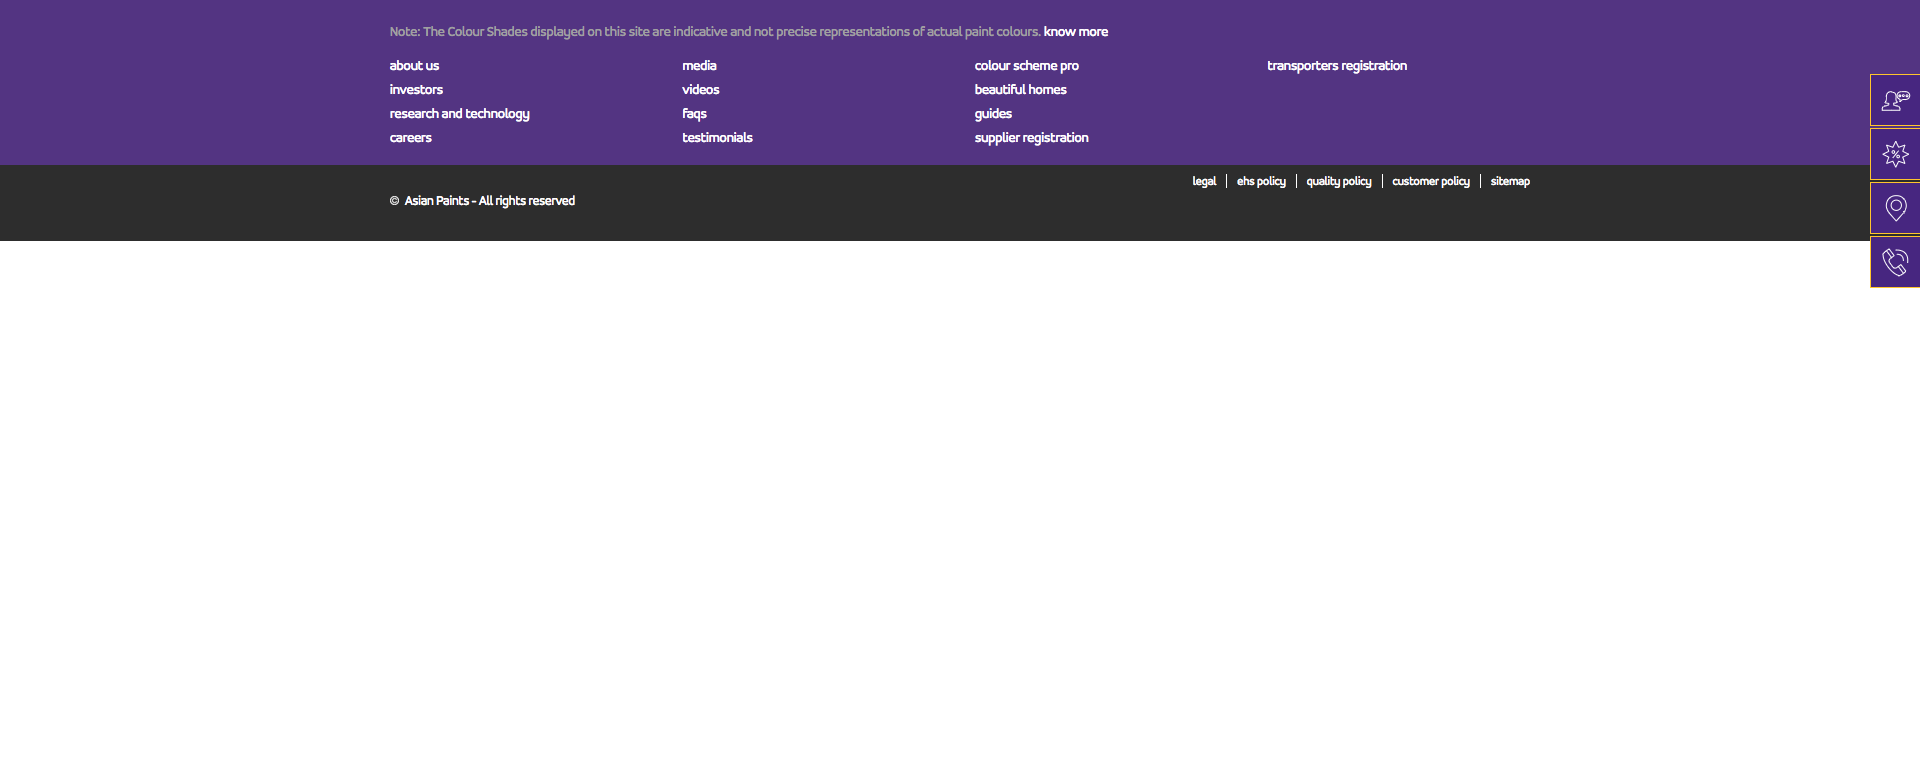 Note: The Colour Shades displayed on this site are indicative and not precise representations of actual paint colours. know more
about us
investors
research and technology
careers
media
videos
faqs
testimonials
colour scheme pro
beautiful homes
guides
supplier registration
transporters registration
legal | ehs policy | quality policy | customer policy | sitemap
© Asian Paints - All rights reserved